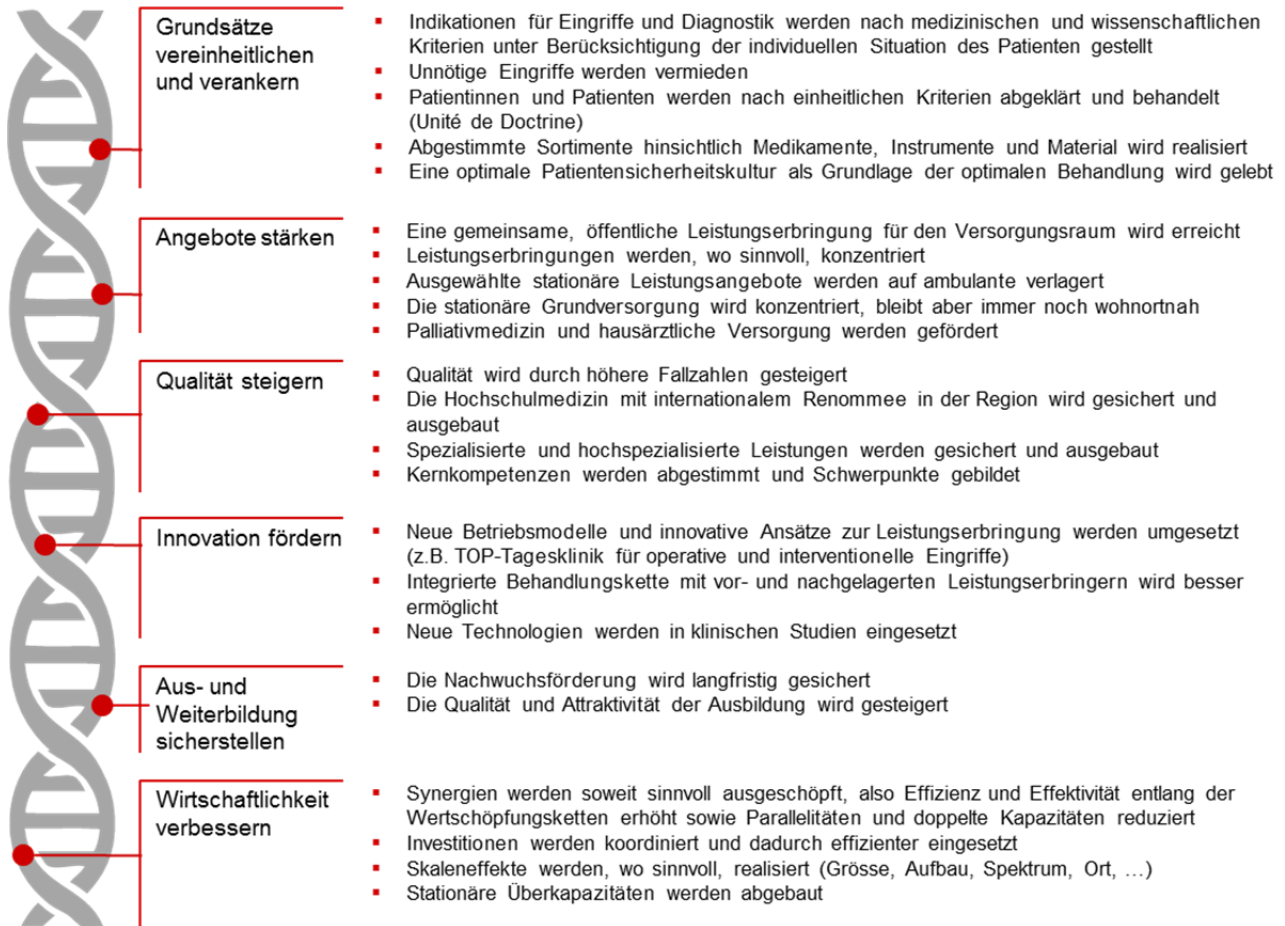 Grundsätze
vereinheitlichen
und verankern
▪ Indikationen für Eingriffe und Diagnostik werden nach medizinischen und wissenschaftlichen
Kriterien unter Berücksichtigung der individuellen Situation des Patienten gestellt
▪ Unnötige Eingriffe werden vermieden
▪ Patientinnen und Patienten werden nach einheitlichen Kriterien abgeklärt und behandelt
(Unité de Doctrine)
▪ Abgestimmte Sortimente hinsichtlich Medikamente, Instrumente und Material wird realisiert
▪ Eine optimale Patientensicherheitskultur als Grundlage der optimalen Behandlung wird gelebt
Angebote stärken
▪ Eine gemeinsame, öffentliche Leistungserbringung für den Versorgungsraum wird erreicht
▪ Leistungserbringungen werden, wo sinnvoll, konzentriert
▪ Ausgewählte stationäre Leistungsangebote werden auf ambulante verlagert
▪ Die stationäre Grundversorgung wird konzentriert, bleibt aber immer noch wohnortnah
▪ Palliativmedizin und hausärztliche Versorgung werden gefördert
Qualität steigern
▪ Qualität wird durch höhere Fallzahlen gesteigert
▪ Die Hochschulmedizin mit internationalem Renommee in der Region wird gesichert und
ausgebaut
▪ Spezialisierte und hochspezialisierte Leistungen werden gesichert und ausgebaut
▪ Kernkompetenzen werden abgestimmt und Schwerpunkte gebildet
Innovation fördern
▪ Neue Betriebsmodelle und innovative Ansätze zur Leistungserbringung werden umgesetzt
(z.B. TOP-Tagesklinik für operative und interventionelle Eingriffe)
▪ Integrierte Behandlungskette mit vor- und nachgelagerten Leistungserbringern wird besser
ermöglicht
▪ Neue Technologien werden in klinischen Studien eingesetzt
Aus- und
Weiterbildung
sicherstellen
▪ Die Nachwuchsförderung wird langfristig gesichert
▪ Die Qualität und Attraktivität der Ausbildung wird gesteigert
Wirtschaftlichkeit
verbessern
▪ Synergien werden soweit sinnvoll ausgeschöpft, also Effizienz und Effektivität entlang der
Wertschöpfungsketten erhöht sowie Parallelitäten und doppelte Kapazitäten reduziert
▪ Investitionen werden koordiniert und dadurch effizienter eingesetzt
▪ Skaleneffekte werden, wo sinnvoll, realisiert (Grösse, Aufbau, Spektrum, Ort, …)
▪ Stationäre Überkapazitäten werden abgebaut